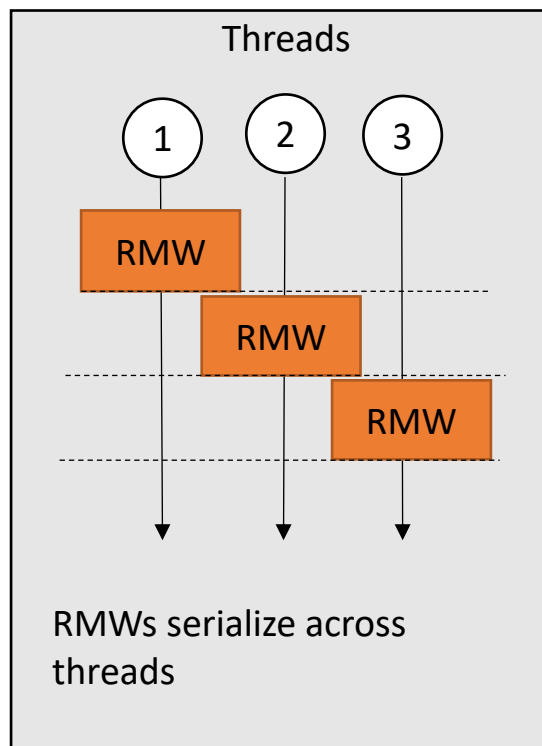 Threads
1 2 3
RMW
RMW
RMW
RMWs serialize across
threads